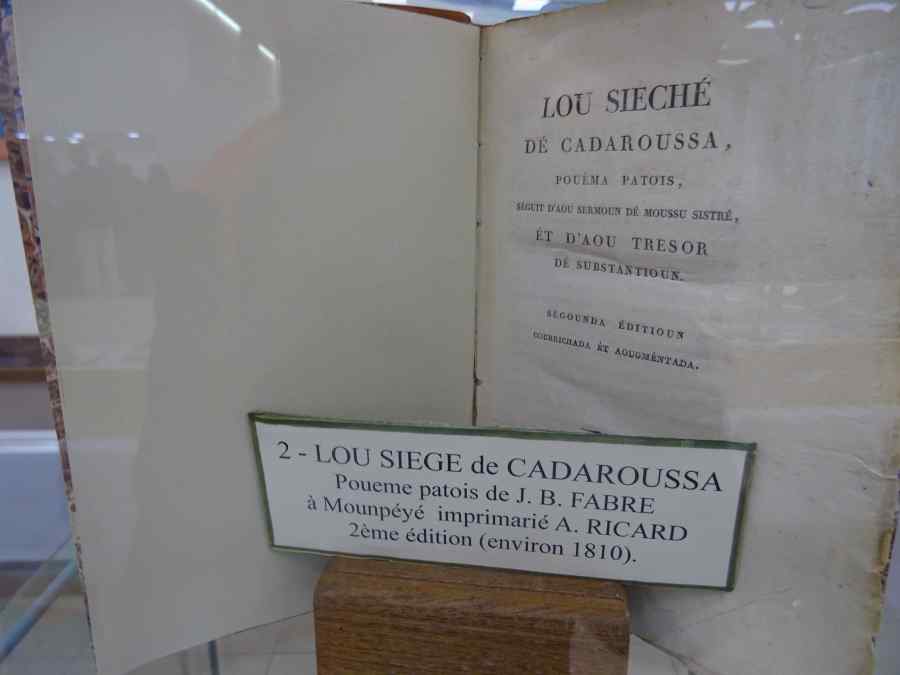 LOU SIECHÉ
DÉ CADAROUSSA,
POUÈMA PATOIS,
SÉGUIT D'AOU SERMOUN DÉ MOUSSU SISTRÉ,
ÉT D'AOU TRESOR
DÉ SUBSTANTIOUN.
SÉGOUNDA ÉDITIOUN
COURRICHADA ÉT AOUGMÉNTADA.
2 - LOU SIEGE de CADAROUSSA
Poueme patois de J. B. FABRE
à Mounpéyé imprimarié A. RICARD
2ème édition (environ 1810).